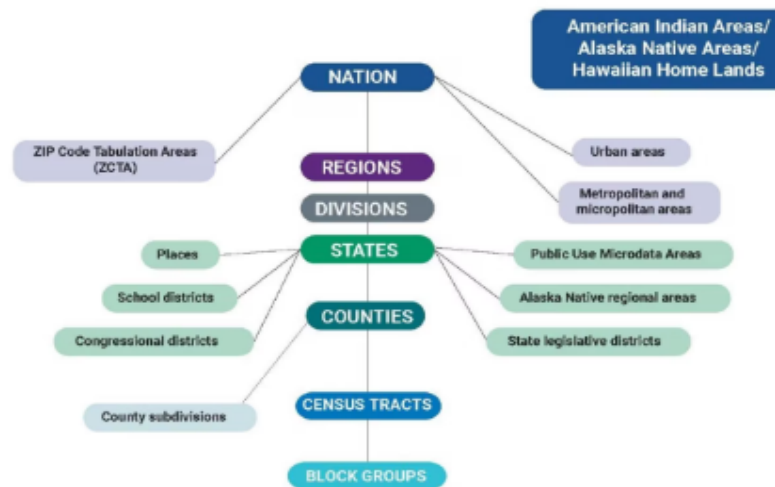 American Indian Areas/
Alaska Native Areas/
Hawaiian Home Lands
NATION
ZIP Code Tabulation Areas
(ZCTA)
Urban areas
REGIONS
Metropolitan and
micropolitan areas
DIVISIONS
Places
STATES
Public Use Microdata Areas
School districts
Alaska Native regional areas
COUNTIES
Congressional districts
State legislative districts
County subdivisions
CENSUS TRACTS
BLOCK GROUPS